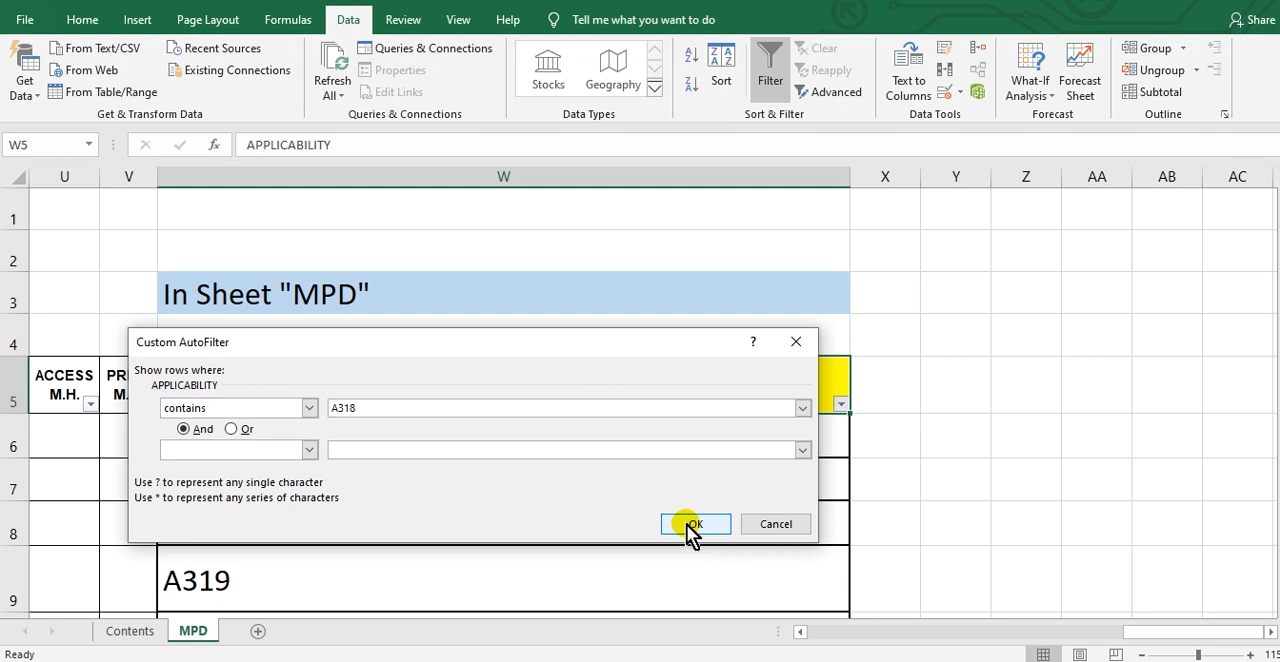 File Home Insert Page Layout Formulas Data Review View Help Tell me what you want to do Share
Get Data
From Text/CSV
From Web
From Table/Range
Recent Sources
Existing Connections
Get & Transform Data
Refresh All
Queries & Connections
Properties
Edit Links
Queries & Connections
Stocks
Geography
Data Types
Sort
Filter
Clear
Reapply
Advanced
Sort & Filter
Text to Columns
Data Tools
What-If Analysis
Forecast Sheet
Forecast
Group
Ungroup
Subtotal
Outline
W5 fx APPLICABILITY
U V W X Y Z AA AB AC
1
2
3 In Sheet "MPD"
4
5 ACCESS M.H.
6
7
8
9 A319
Custom AutoFilter ?
Show rows where:
APPLICABILITY
contains A318
And Or
Use ? to represent any single character
Use * to represent any series of characters
OK Cancel
Contents MPD
Ready